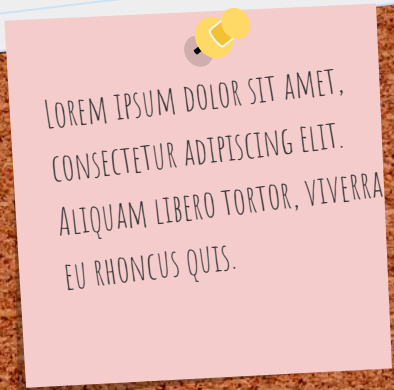 Lorem ipsum dolor sit amet,
consectetur adipiscing elit.
Aliquam libero tortor, viverra
eu rhoncus quis.